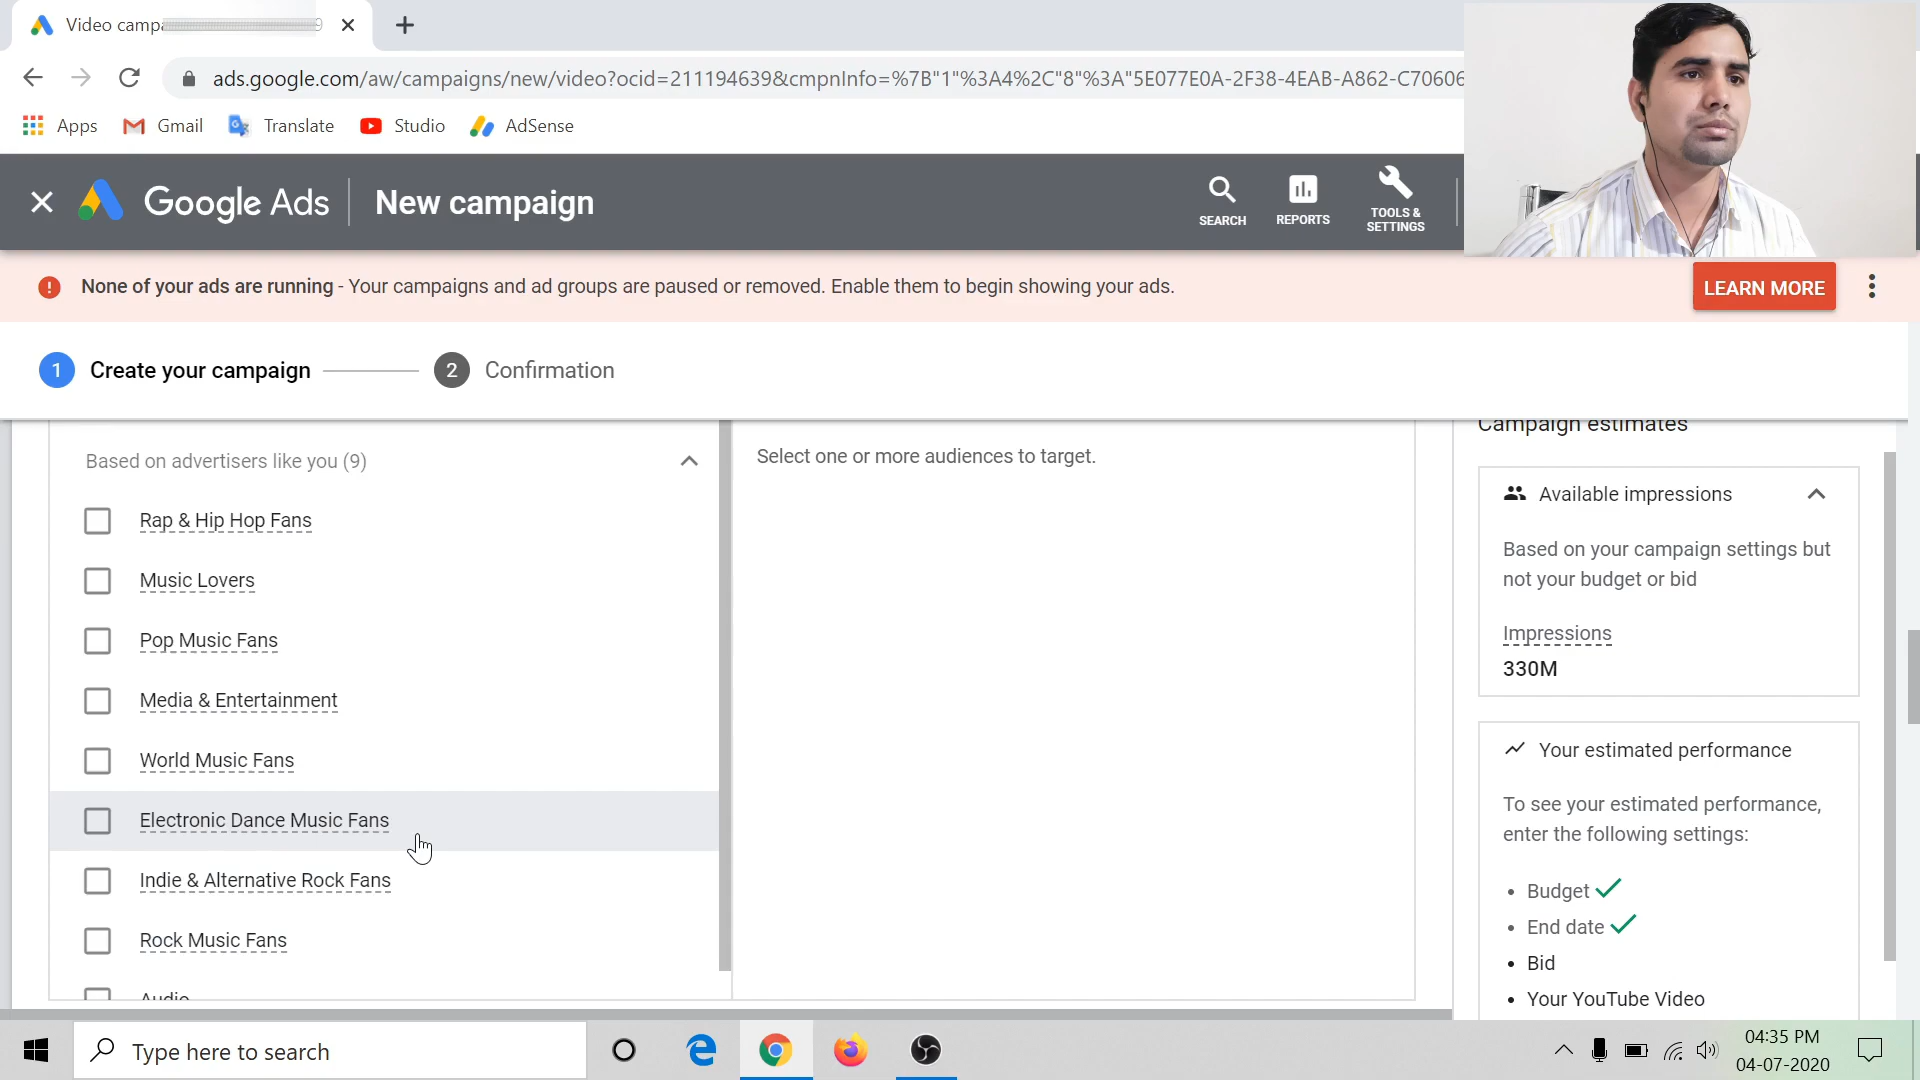 Video campa 9
ads.google.com/aw/campaigns/new/video?ocid=211194639&cmpnInfo=%7B"1"%3A4%2C"8"%3A"5E077E0A-2F38-4EAB-A862-C70606
Apps Gmail Translate Studio AdSense
Google Ads New campaign
SEARCH REPORTS TOOLS & SETTINGS
None of your ads are running - Your campaigns and ad groups are paused or removed. Enable them to begin showing your ads.
LEARN MORE
1 Create your campaign 2 Confirmation
Based on advertisers like you (9)
Rap & Hip Hop Fans
Music Lovers
Pop Music Fans
Media & Entertainment
World Music Fans
Electronic Dance Music Fans
Indie & Alternative Rock Fans
Rock Music Fans
Audio
Select one or more audiences to target.
Campaign estimates
Available impressions
Based on your campaign settings but
not your budget or bid
Impressions
330M
Your estimated performance
To see your estimated performance,
enter the following settings:
• Budget
• End date
• Bid
• Your YouTube Video
Type here to search
04:35 PM
04-07-2020